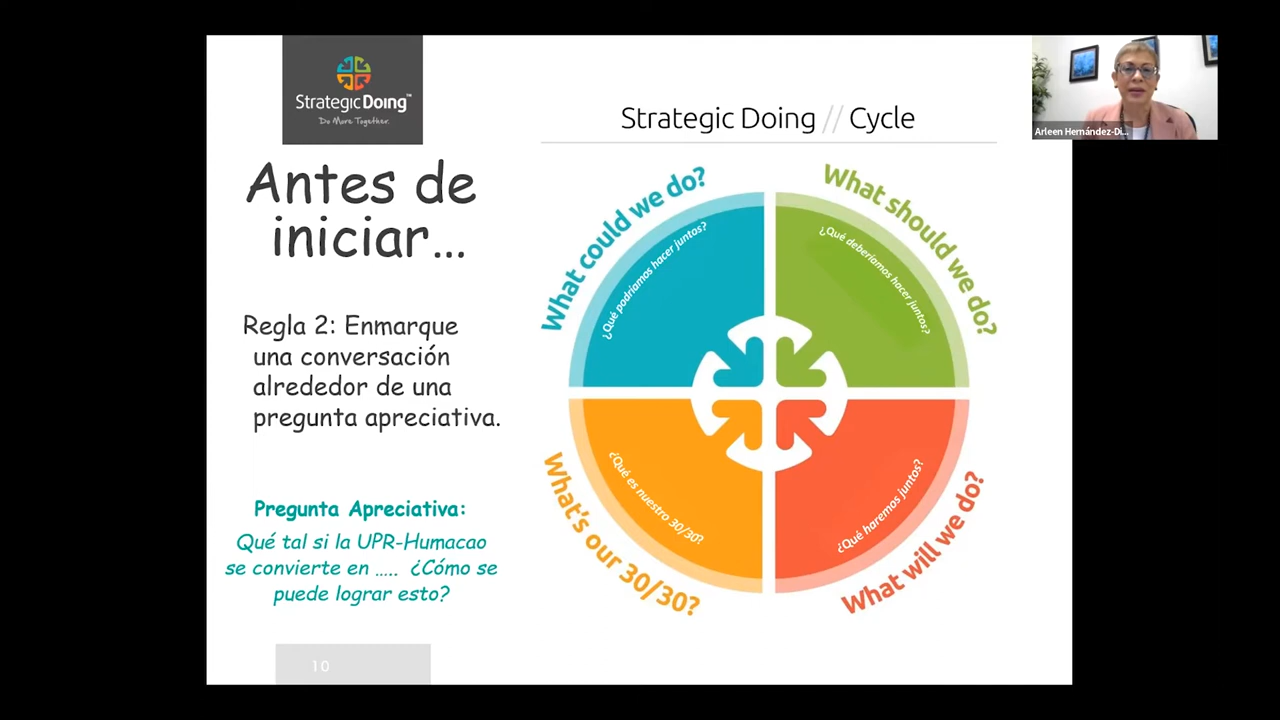 StrategicDoing™
Do More Together.
Antes de
iniciar...
Regla 2: Enmarque
una conversación
alrededor de una
pregunta apreciativa.
Pregunta Apreciativa:
Qué tal si la UPR-Humacao
se convierte en ..... ¿Cómo se
puede lograr esto?
10
Strategic Doing // Cycle
What could we do?
¿Qué podríamos hacer juntos?
What should we do?
¿Qué deberíamos hacer juntos?
What's our 30/30?
¿Qué es nuestro 30/30?
What will we do?
¿Qué haremos juntos?
Arleen Hernández-Di...